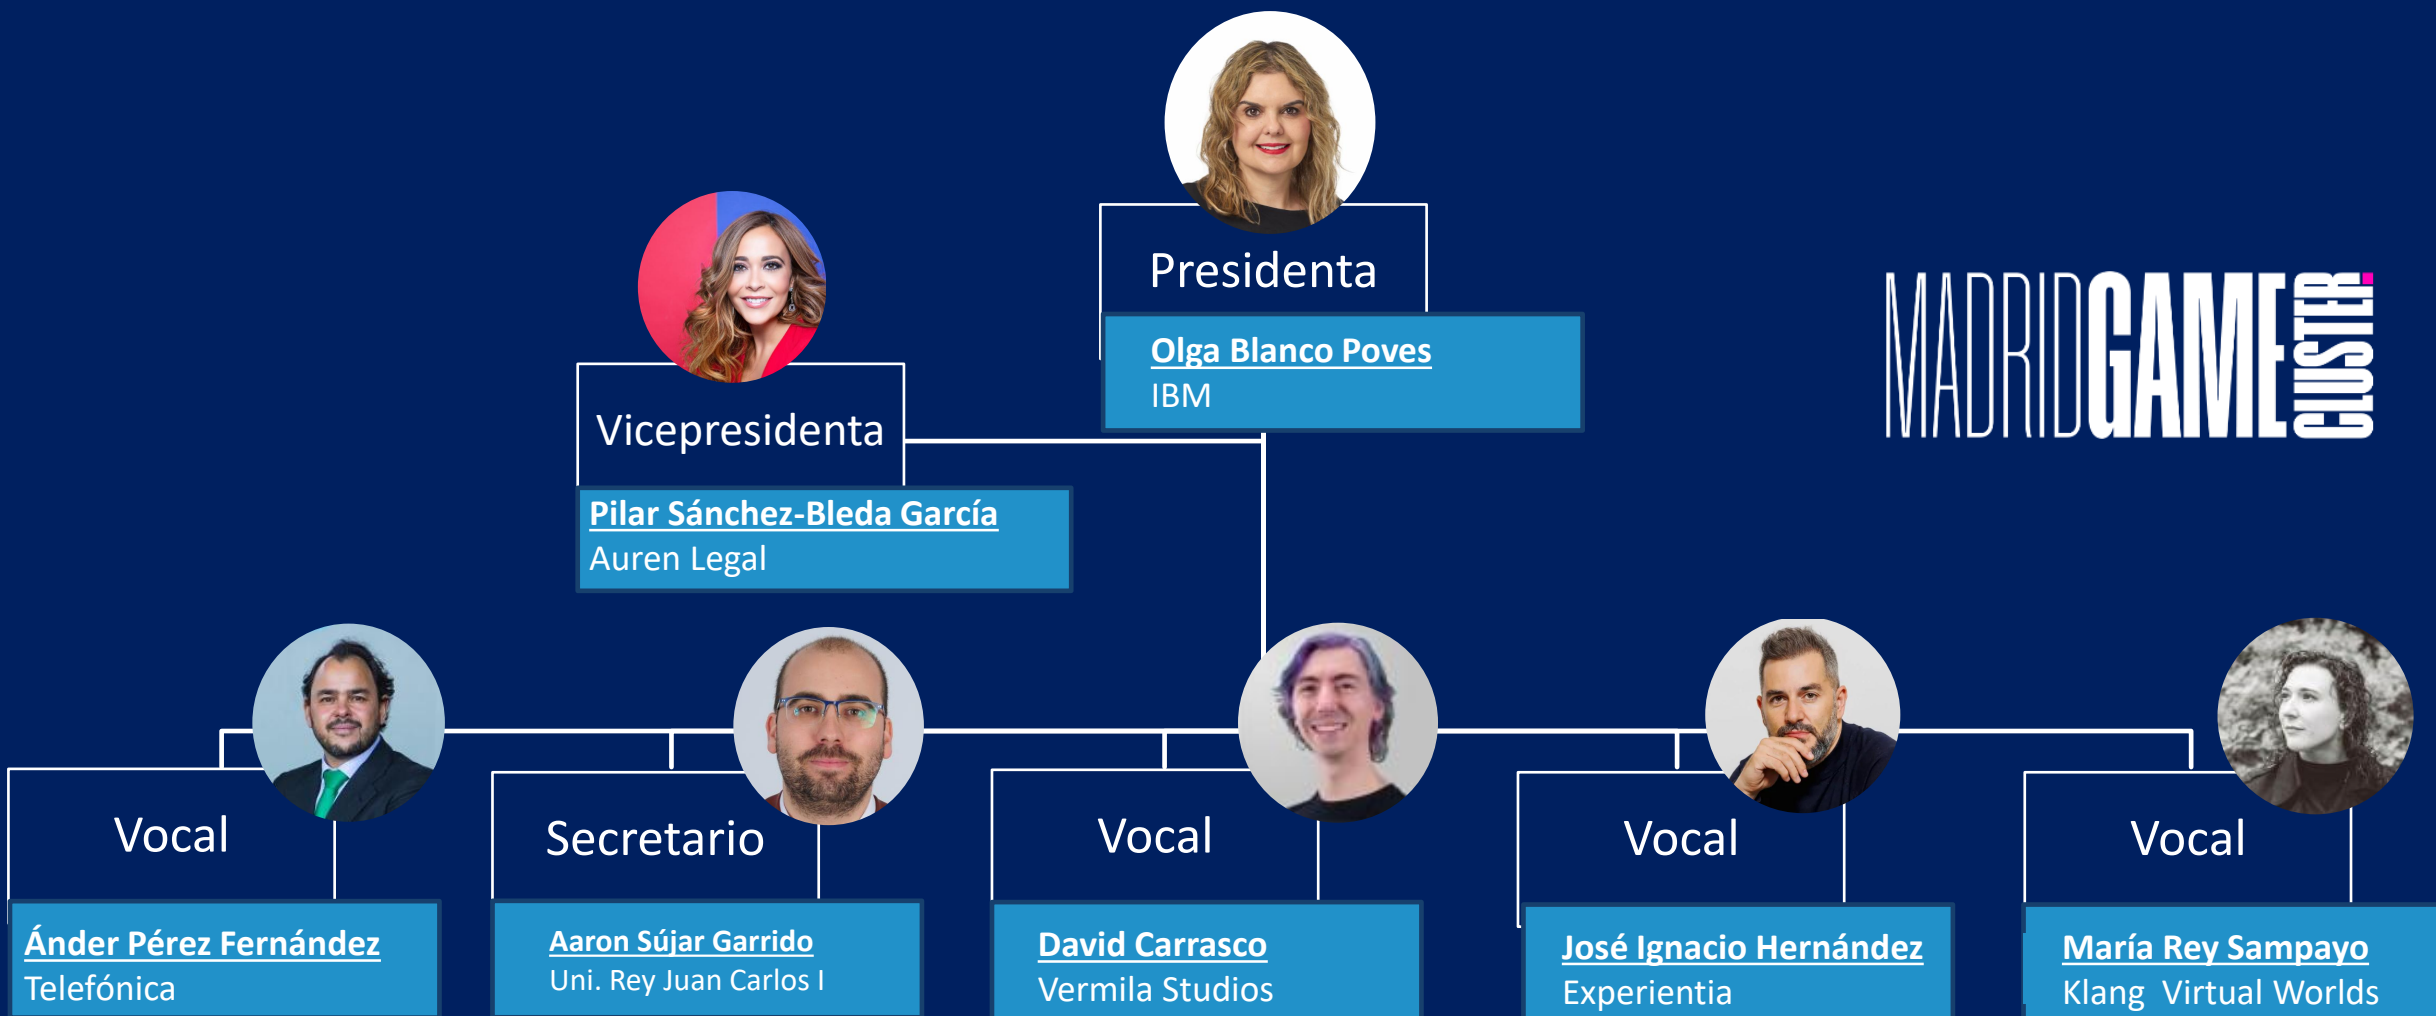 Presidenta
Olga Blanco Poves
IBM
MADRIDGAME CLUSTER.
Vicepresidenta
Pilar Sánchez-Bleda García
Auren Legal
Vocal
Ánder Pérez Fernández
Telefónica
Secretario
Aaron Sújar Garrido
Uni. Rey Juan Carlos I
Vocal
David Carrasco
Vermila Studios
Vocal
José Ignacio Hernández
Experientia
Vocal
María Rey Sampayo
Klang Virtual Worlds